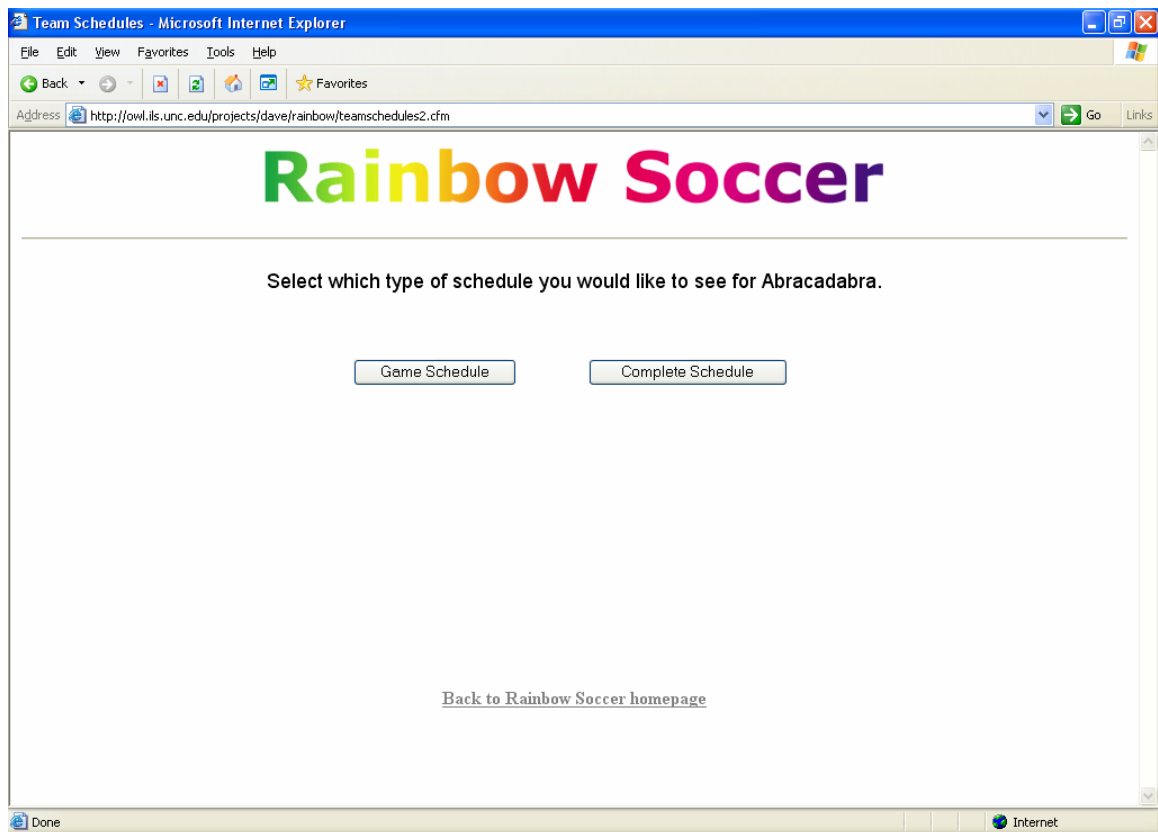 Team Schedules - Microsoft Internet Explorer
File Edit View Favorites Tools Help
Back Favorites
Address http://owl.ils.unc.edu/projects/dave/rainbow/teamschedules2.cfm Go Links
Rainbow Soccer
Select which type of schedule you would like to see for Abracadabra.
Game Schedule Complete Schedule
Back to Rainbow Soccer homepage
Done Internet